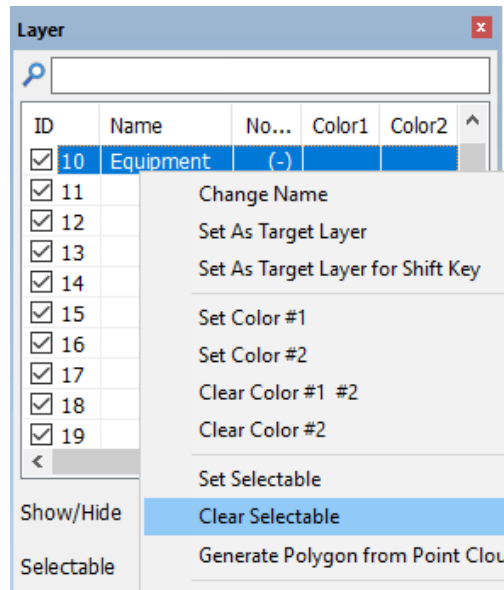 Layer
ID Name No... Color1 Color2
10 Equipment (-)
11
12
13
14
15
16
17
18
19
Change Name
Set As Target Layer
Set As Target Layer for Shift Key
Set Color #1
Set Color #2
Clear Color #1 #2
Clear Color #2
Set Selectable
Clear Selectable
Generate Polygon from Point Clou
Show/Hide
Selectable